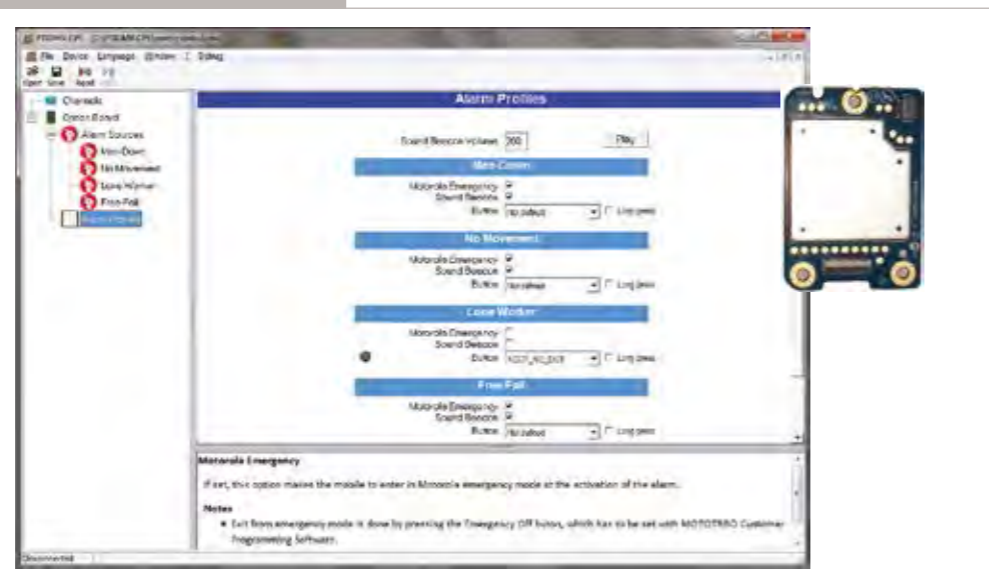 File Device Language Window ? Debug
Open Save Read
Channels
Option Board
Alarm Sources
Man-Down
No Movement
Lone Worker
Free-Fall
Alarm Profiles
Alarm Profiles
Sound Beacon Volume 200 Play
Man-Down
Motorola Emergency
Sound Beacon
Button No default Long press
No Movement
Motorola Emergency
Sound Beacon
Button No default Long press
Lone Worker
Motorola Emergency
Sound Beacon
Button Long press
Free-Fall
Motorola Emergency
Sound Beacon
Button No default Long press
Motorola Emergency
If set, this option makes the mobile to enter in Motorola emergency mode at the activation of the alarm.
Notes
Exit from emergency mode is done by pressing the Emergency Off button, which has to be set with MOTOTRBO Customer
Programming Software.
Disconnected